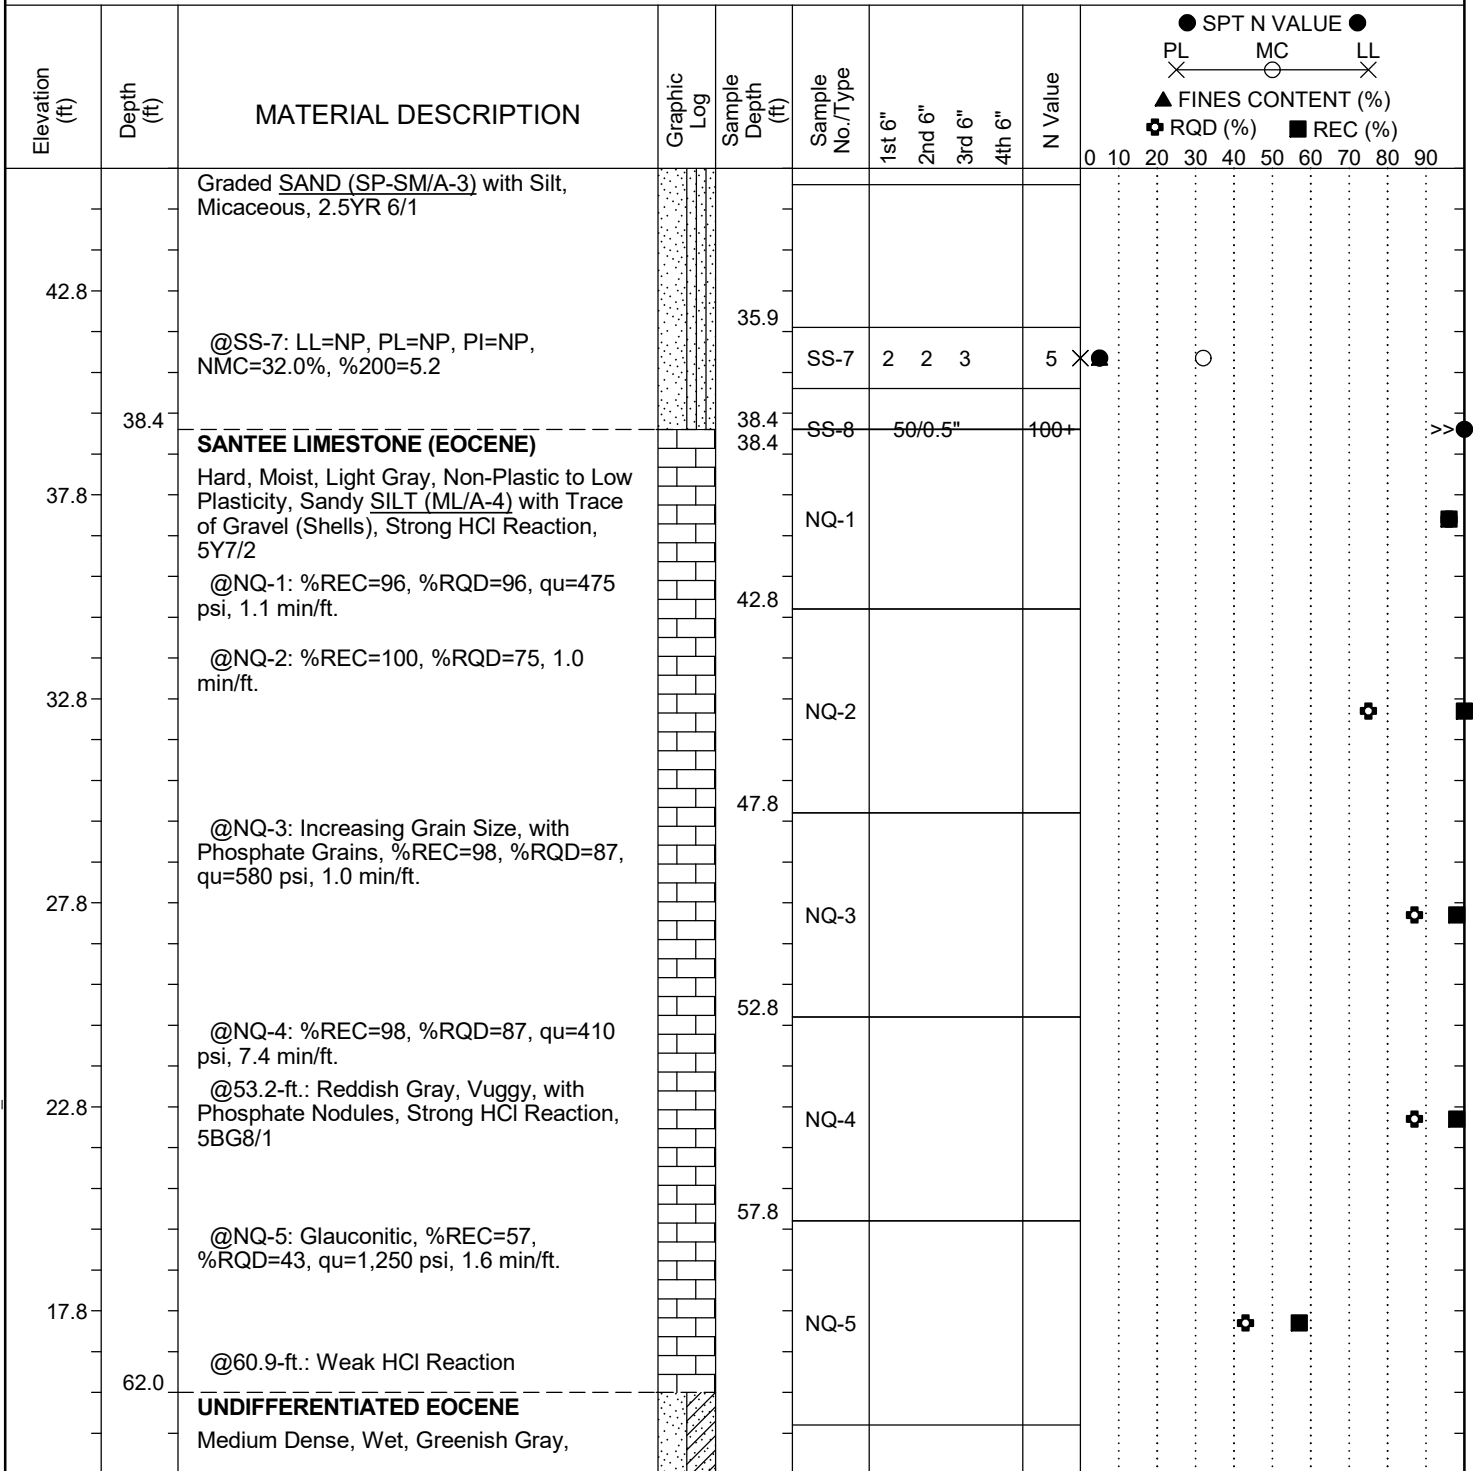 Elevation (ft)
Depth (ft)
MATERIAL DESCRIPTION
Graphic Log
Sample Depth (ft)
Sample No./Type
1st 6"
2nd 6"
3rd 6"
4th 6"
N Value
SPT N VALUE
PL MC LL
FINES CONTENT (%)
RQD (%) REC (%)
0 10 20 30 40 50 60 70 80 90
Graded SAND (SP-SM/A-3) with Silt,
Micaceous, 2.5YR 6/1
42.8
35.9
@SS-7: LL=NP, PL=NP, PI=NP,
NMC=32.0%, %200=5.2
SS-7 2 2 3 5
38.4
38.4
SS-8 50/0.5" 100+ >>
38.4
SANTEE LIMESTONE (EOCENE)
Hard, Moist, Light Gray, Non-Plastic to Low
37.8
Plasticity, Sandy SILT (ML/A-4) with Trace
of Gravel (Shells), Strong HCl Reaction,
5Y7/2
NQ-1
@NQ-1: %REC=96, %RQD=96, qu=475
psi, 1.1 min/ft.
42.8
@NQ-2: %REC=100, %RQD=75, 1.0
min/ft.
32.8
NQ-2
47.8
@NQ-3: Increasing Grain Size, with
Phosphate Grains, %REC=98, %RQD=87,
qu=580 psi, 1.0 min/ft.
27.8
NQ-3
52.8
@NQ-4: %REC=98, %RQD=87, qu=410
psi, 7.4 min/ft.
@53.2-ft.: Reddish Gray, Vuggy, with
22.8
Phosphate Nodules, Strong HCl Reaction,
5BG8/1
NQ-4
57.8
@NQ-5: Glauconitic, %REC=57,
%RQD=43, qu=1,250 psi, 1.6 min/ft.
17.8
NQ-5
@60.9-ft.: Weak HCl Reaction
62.0
UNDIFFERENTIATED EOCENE
Medium Dense, Wet, Greenish Gray,